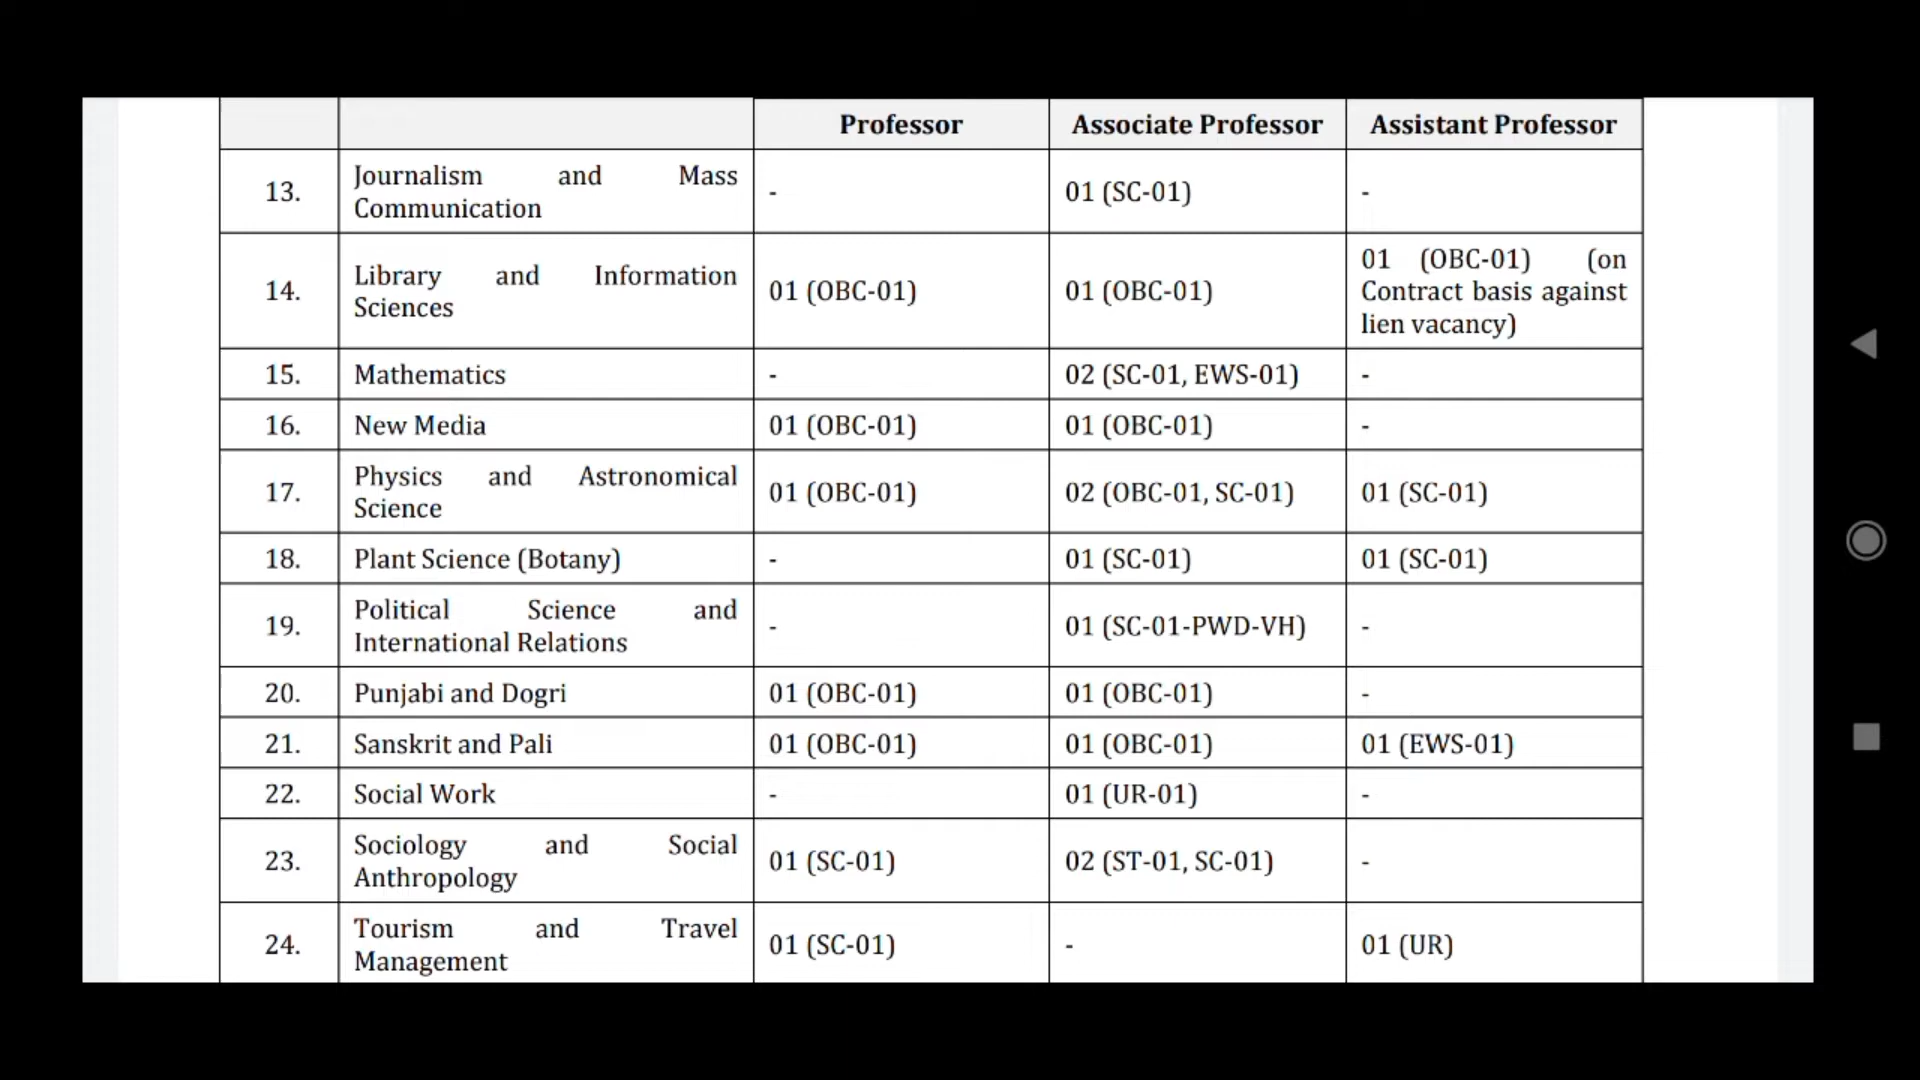 Professor Associate Professor Assistant Professor
13. Journalism and Mass Communication - 01 (SC-01) -
14. Library and Information Sciences 01 (OBC-01) 01 (OBC-01) 01 (OBC-01) (on Contract basis against lien vacancy)
15. Mathematics - 02 (SC-01, EWS-01) -
16. New Media 01 (OBC-01) 01 (OBC-01) -
17. Physics and Astronomical Science 01 (OBC-01) 02 (OBC-01, SC-01) 01 (SC-01)
18. Plant Science (Botany) - 01 (SC-01) 01 (SC-01)
19. Political Science and International Relations - 01 (SC-01-PWD-VH) -
20. Punjabi and Dogri 01 (OBC-01) 01 (OBC-01) -
21. Sanskrit and Pali 01 (OBC-01) 01 (OBC-01) 01 (EWS-01)
22. Social Work - 01 (UR-01) -
23. Sociology and Social Anthropology 01 (SC-01) 02 (ST-01, SC-01) -
24. Tourism and Travel Management 01 (SC-01) - 01 (UR)